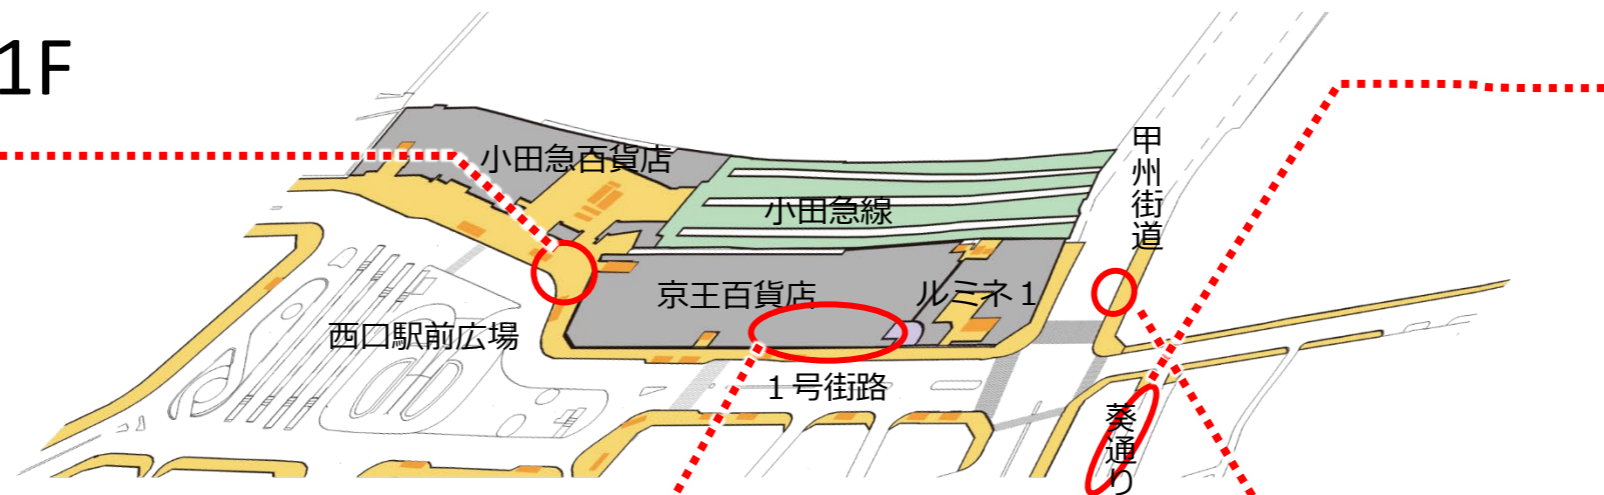 1F
小田急百貨店
甲州街道
小田急線
京王百貨店
ルミネ１
西口駅前広場
１号街路
葵通り